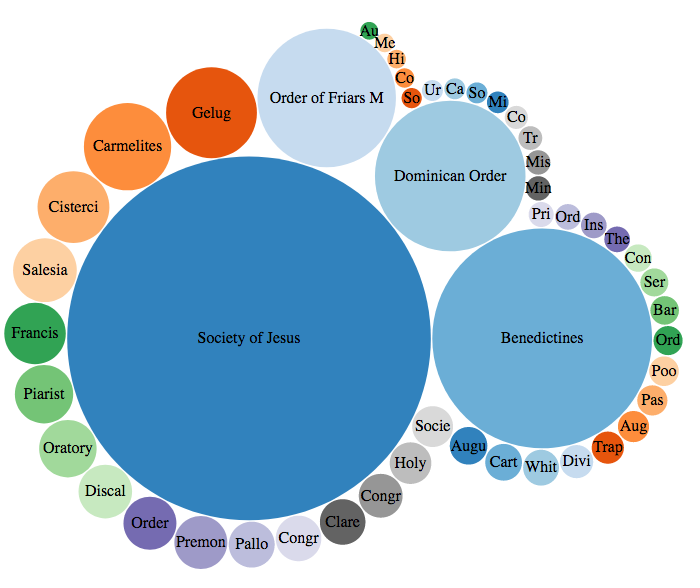 Au
Me
Hi
Co
So
Ur
Ca
So
Mi
Co
Tr
Mis
Min
Order of Friars M
Gelug
Carmelites
Dominican Order
Cisterci
Salesia
Francis
Piarist
Oratory
Discal
Society of Jesus
Benedictines
Pri
Ord
Ins
The
Con
Ser
Bar
Ord
Poo
Pas
Aug
Trap
Divi
Whit
Cart
Augu
Socie
Holy
Congr
Clare
Congr
Pallo
Premon
Order